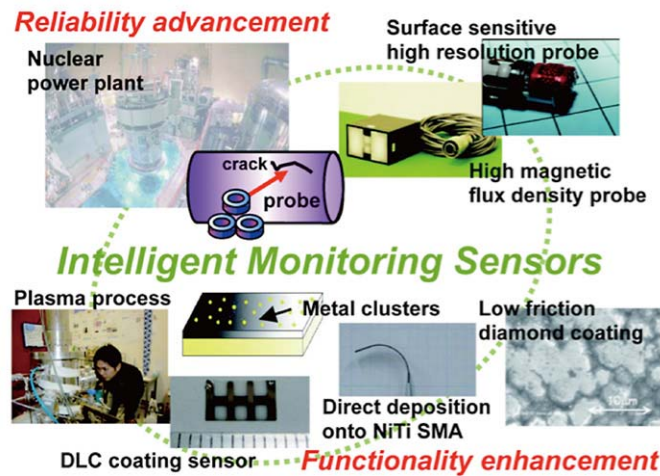 Reliability advancement
Nuclear
power plant
Surface sensitive
high resolution probe
crack
probe
High magnetic
flux density probe
Intelligent Monitoring Sensors
Plasma process
Metal clusters
Low friction
diamond coating
10μm
Direct deposition
onto NiTi SMA
DLC coating sensor
Functionality enhancement